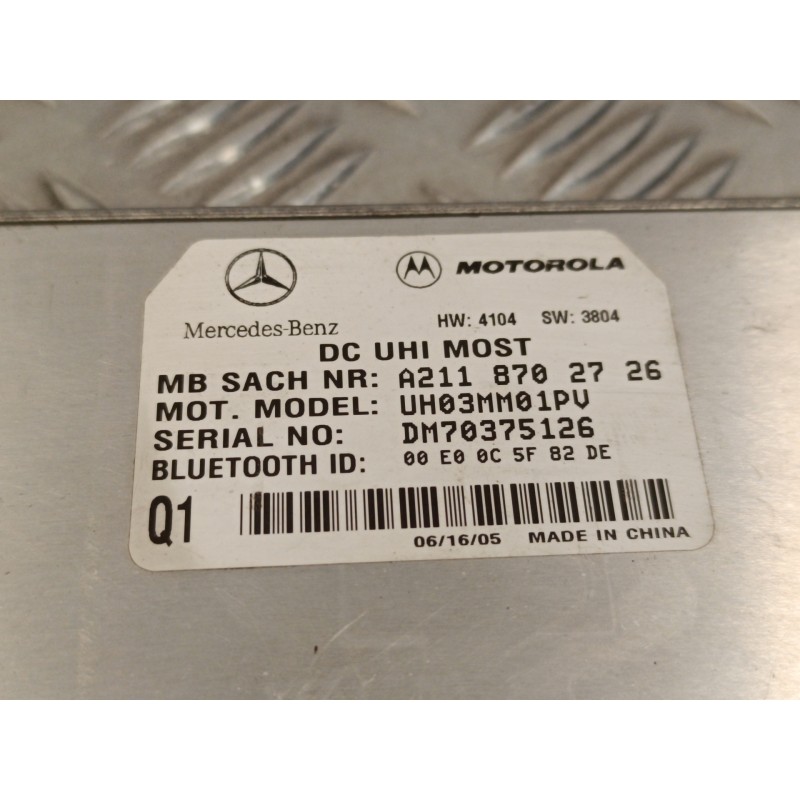 MOTOROLA
Mercedes-Benz
HW: 4104 SW: 3804
DC UHI MOST
MB SACH NR: A211 870 27 26
MOT. MODEL: UH03MM01PV
SERIAL NO: DM70375126
BLUETOOTH ID: 00 E0 0C 5F 82 DE
Q1
06/16/05 MADE IN CHINA